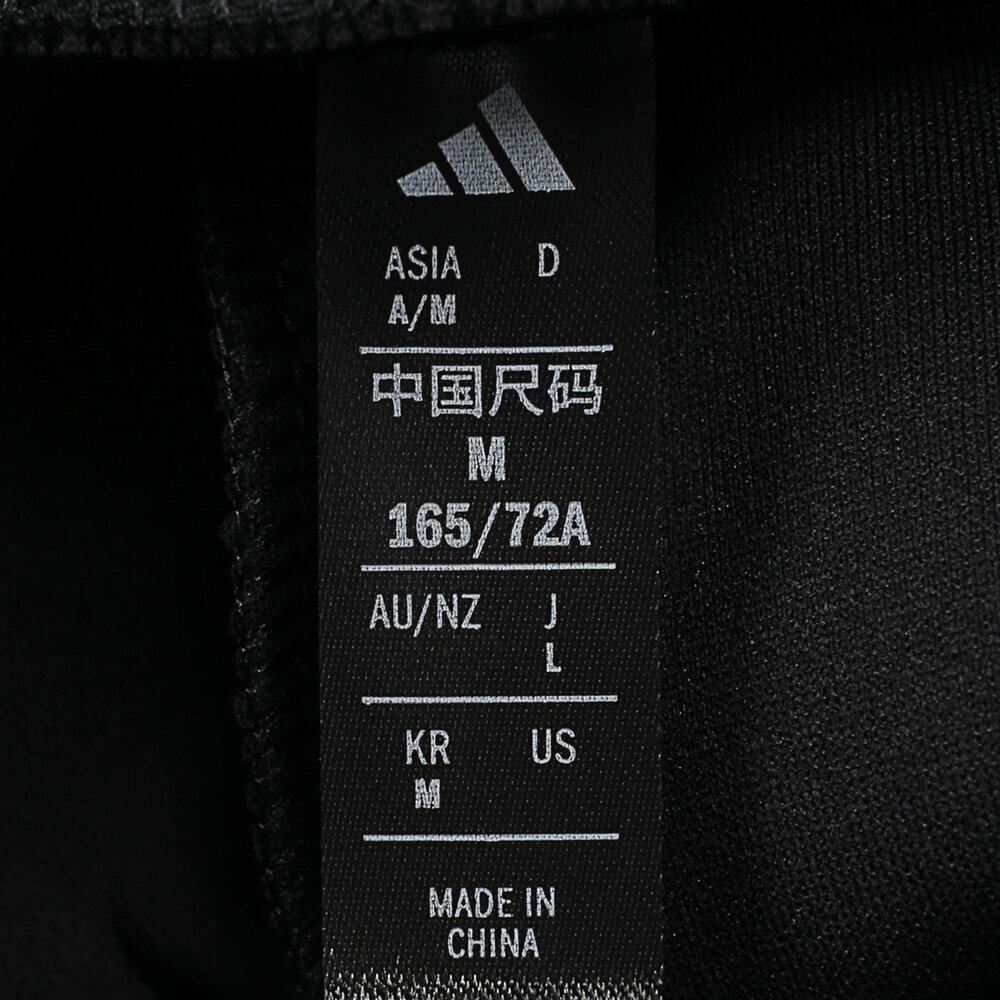 ASIA D
A/M
中国尺码
M
165/72A
AU/NZ J
L
KR US
M
MADE IN
CHINA